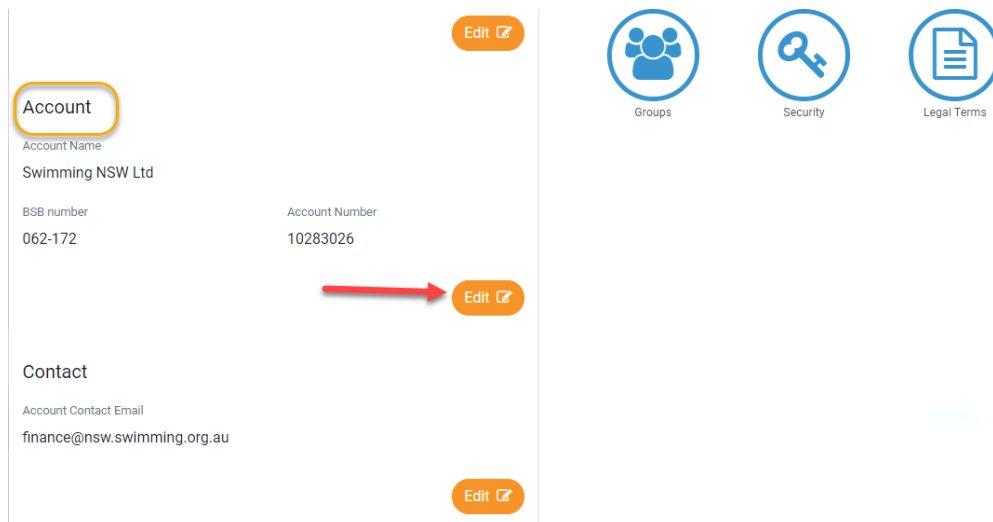 Edit
Groups
Security
Legal Terms
Account
Account Name
Swimming NSW Ltd
BSB number
Account Number
062-172
10283026
Edit
Contact
Account Contact Email
finance@nsw.swimming.org.au
Edit